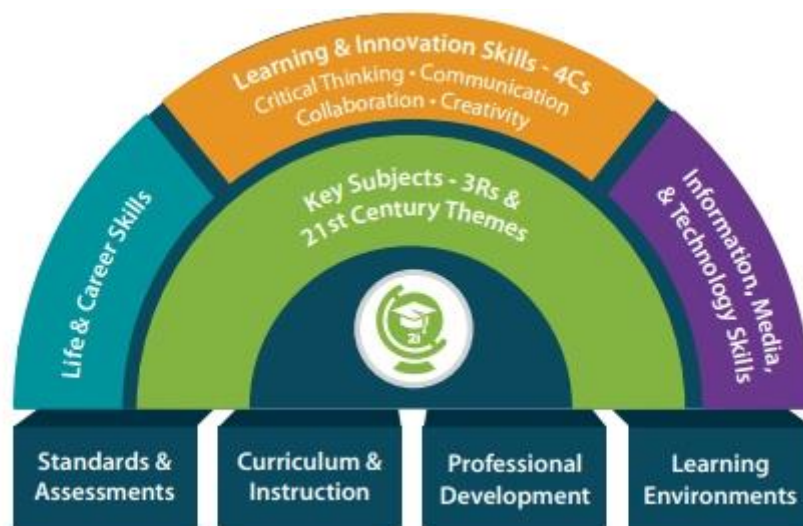 Learning & Innovation Skills - 4Cs
Critical Thinking • Communication
Collaboration • Creativity
Life & Career Skills
Key Subjects - 3Rs &
21st Century Themes
Information, Media,
& Technology Skills
21
Standards &
Assessments
Curriculum &
Instruction
Professional
Development
Learning
Environments